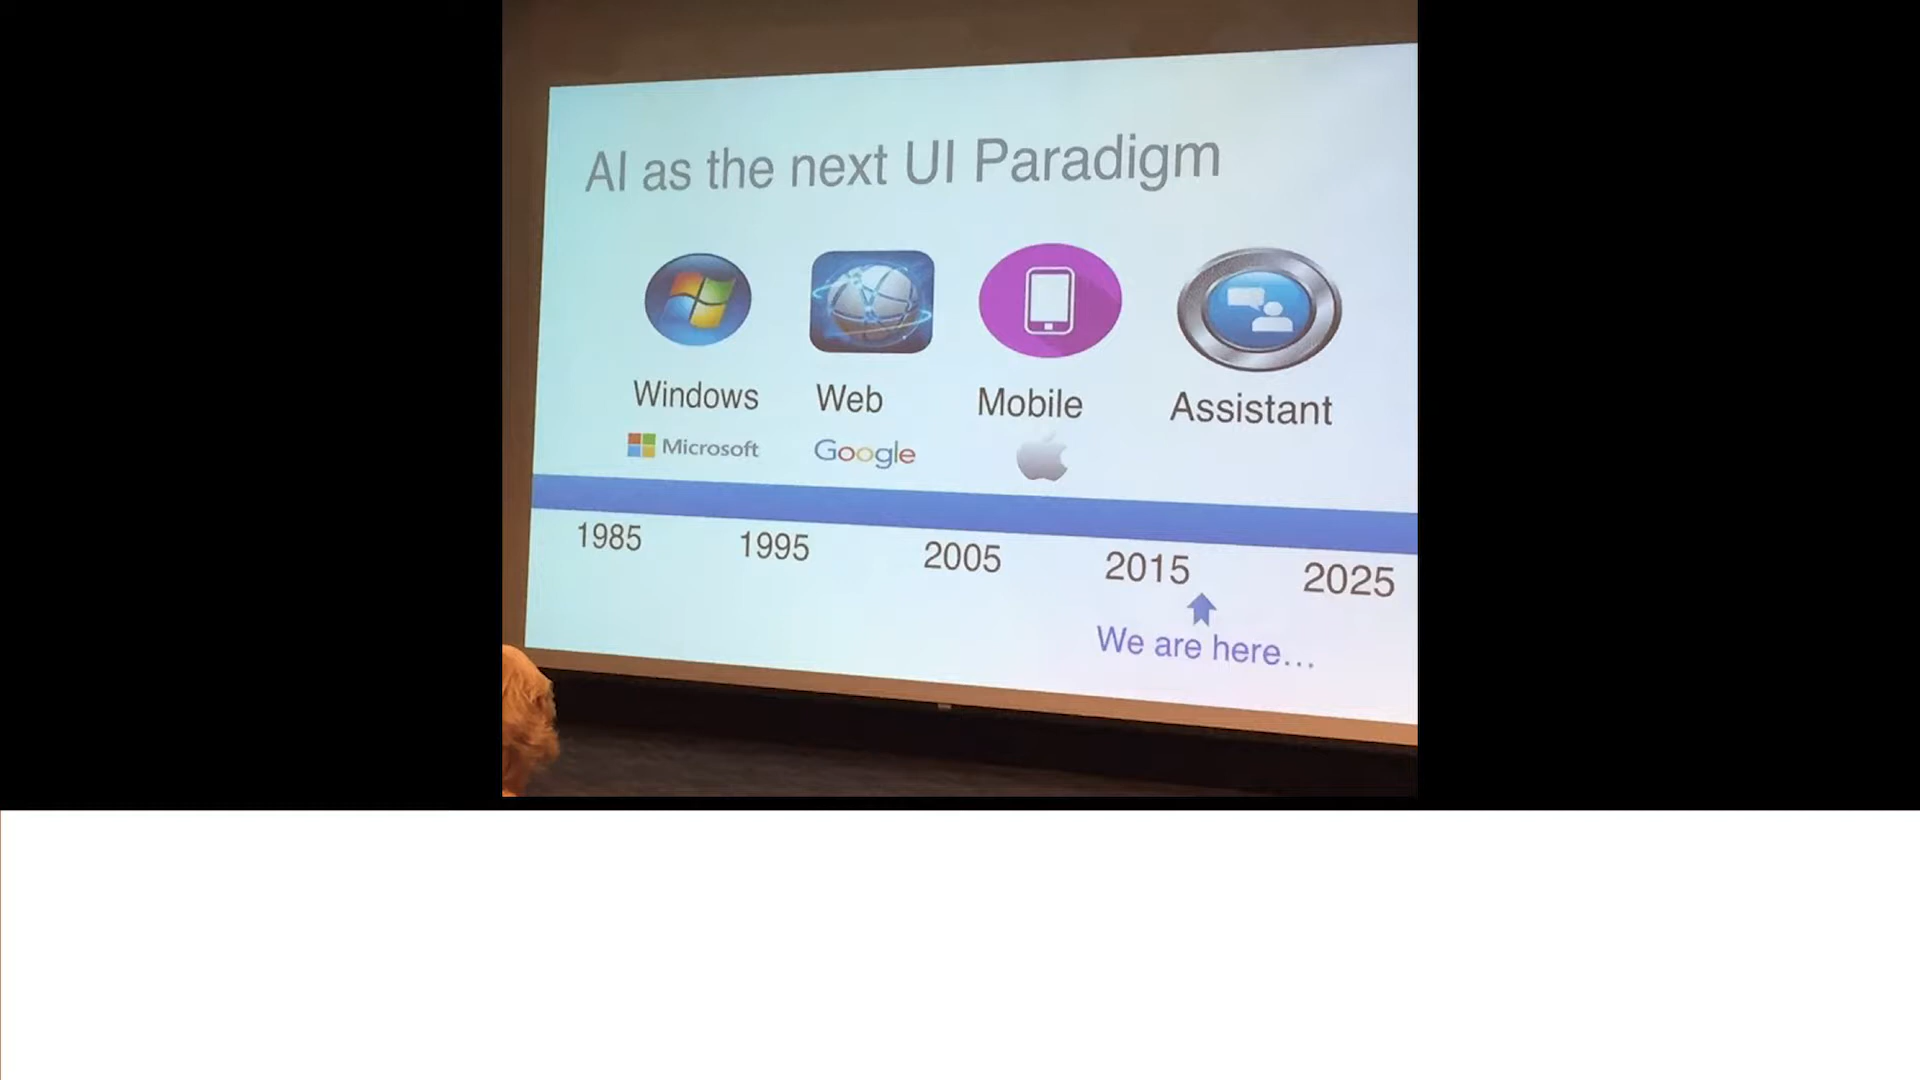 AI as the next UI Paradigm
Windows Web Mobile Assistant
Microsoft Google
1985 1995 2005 2015 2025
We are here...